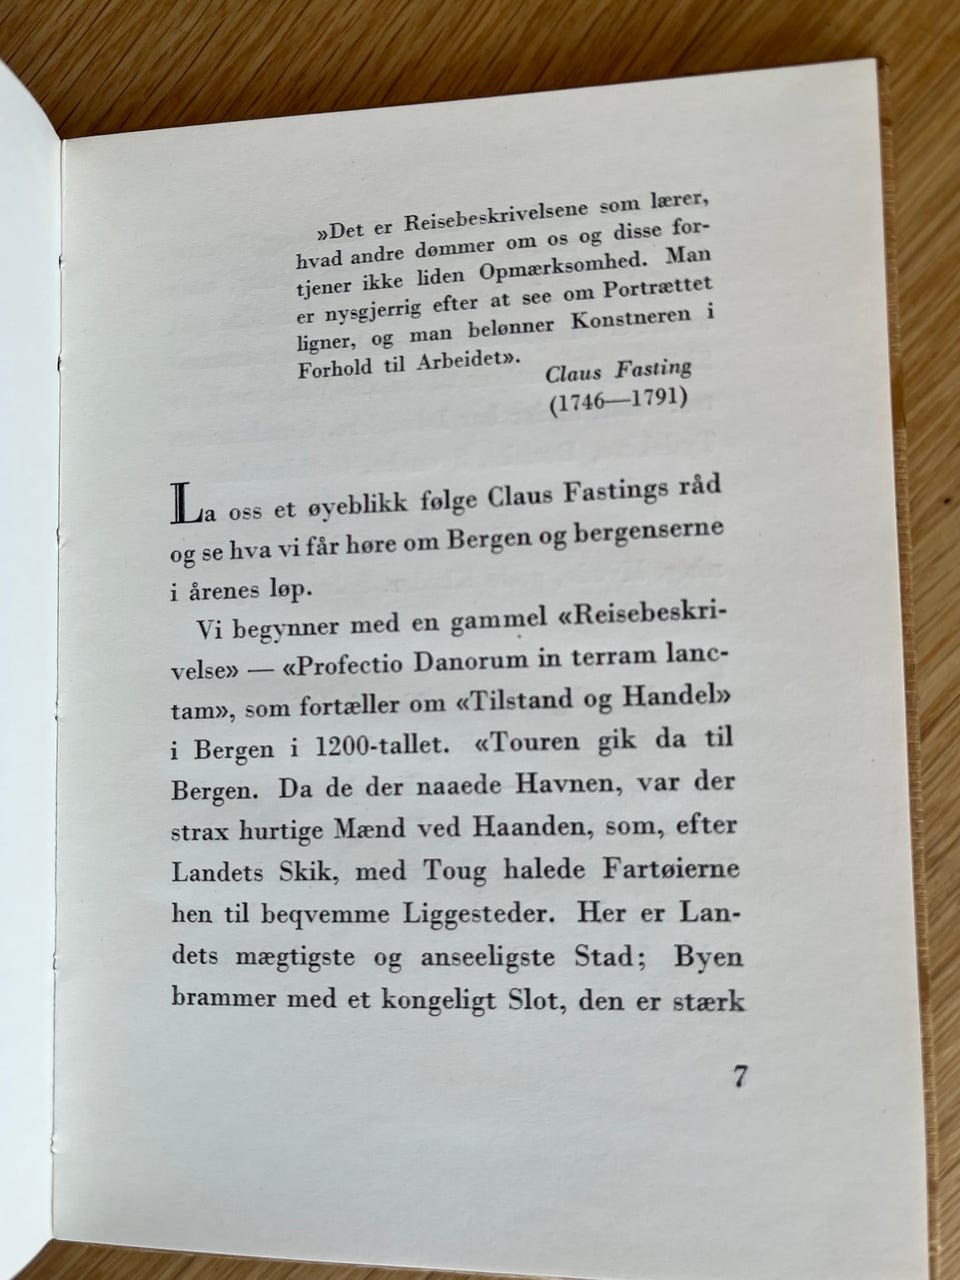 »Det er Reisebeskrivelsene som lærer,
hvad andre dømmer om os og disse for-
tjener ikke liden Opmærksomhed. Man
er nysgjerrig efter at see om Portrættet
ligner, og man belønner Konstneren i
Forhold til Arbeidet».
Claus Fasting
(1746—1791)
La oss et øyeblikk følge Claus Fastings råd
og se hva vi får høre om Bergen og bergenserne
i årenes løp.
Vi begynner med en gammel «Reisebeskri-
velse» — «Profectio Danorum in terram lanc-
tam», som fortæller om «Tilstand og Handel»
i Bergen i 1200-tallet. «Touren gik da til
Bergen. Da de der naaede Havnen, var der
strax hurtige Mænd ved Haanden, som, efter
Landets Skik, med Toug halede Fartøierne
hen til beqvemme Liggesteder. Her er Lan-
dets mægtigste og anseeligste Stad; Byen
brammer med et kongeligt Slot, den er stærk
7